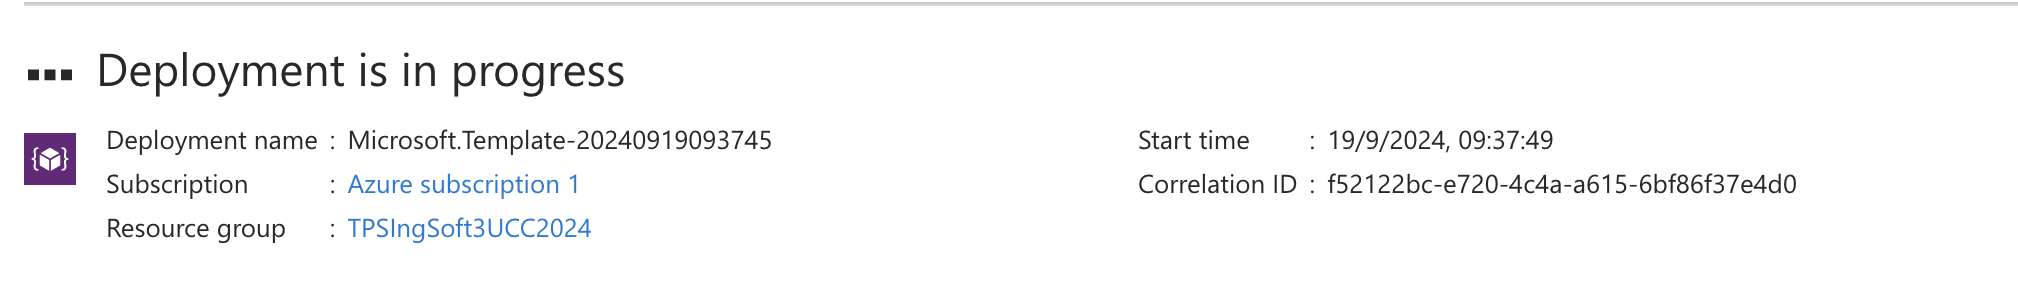 Deployment is in progress
Deployment name : Microsoft.Template-20240919093745
Subscription : Azure subscription 1
Resource group : TPSIngSoft3UCC2024
Start time : 19/9/2024, 09:37:49
Correlation ID : f52122bc-e720-4c4a-a615-6bf86f37e4d0